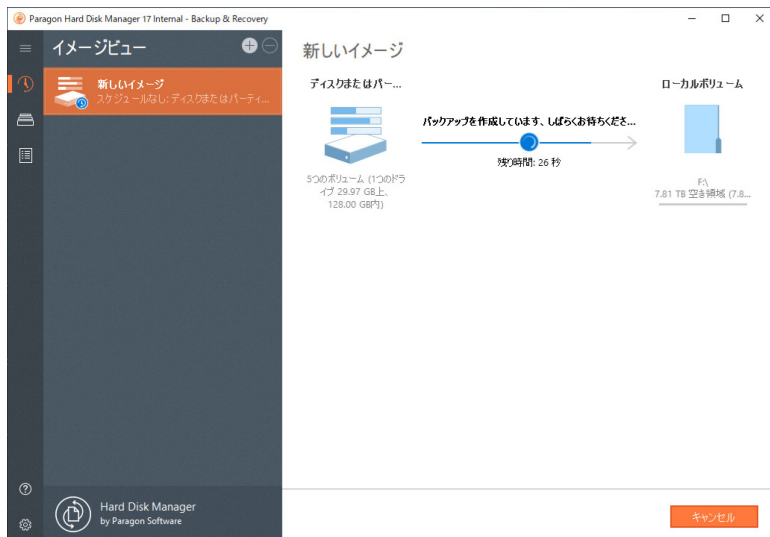 Paragon Hard Disk Manager 17 Internal - Backup & Recovery
イメージビュー
新しいイメージ
スケジュールなし: ディスクまたはパーティ...
新しいイメージ
ディスクまたはパー...
ローカルボリューム
バックアップを作成しています、しばらくお待ちくださ...
残り時間: 26 秒
5つのボリューム (1つのドラ
イブ 29.97 GB上、
128.00 GB内)
F:\
7.81 TB 空き領域 (7.8...
Hard Disk Manager
by Paragon Software
キャンセル